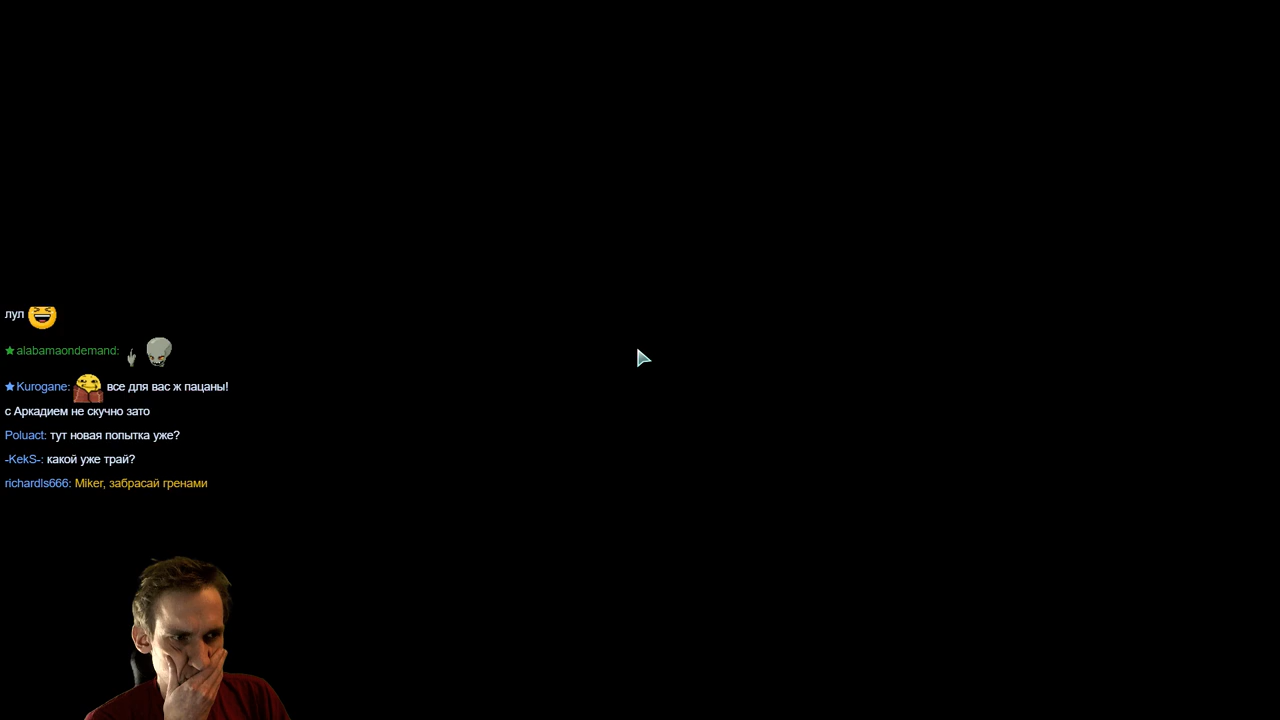 лул
alabamaondemand:
Kurogane: все для вас ж пацаны!
с Аркадием не скучно зато
Poluact: тут новая попытка уже?
-KekS-: какой уже трай?
richardls666: Miker, забрасай гренами